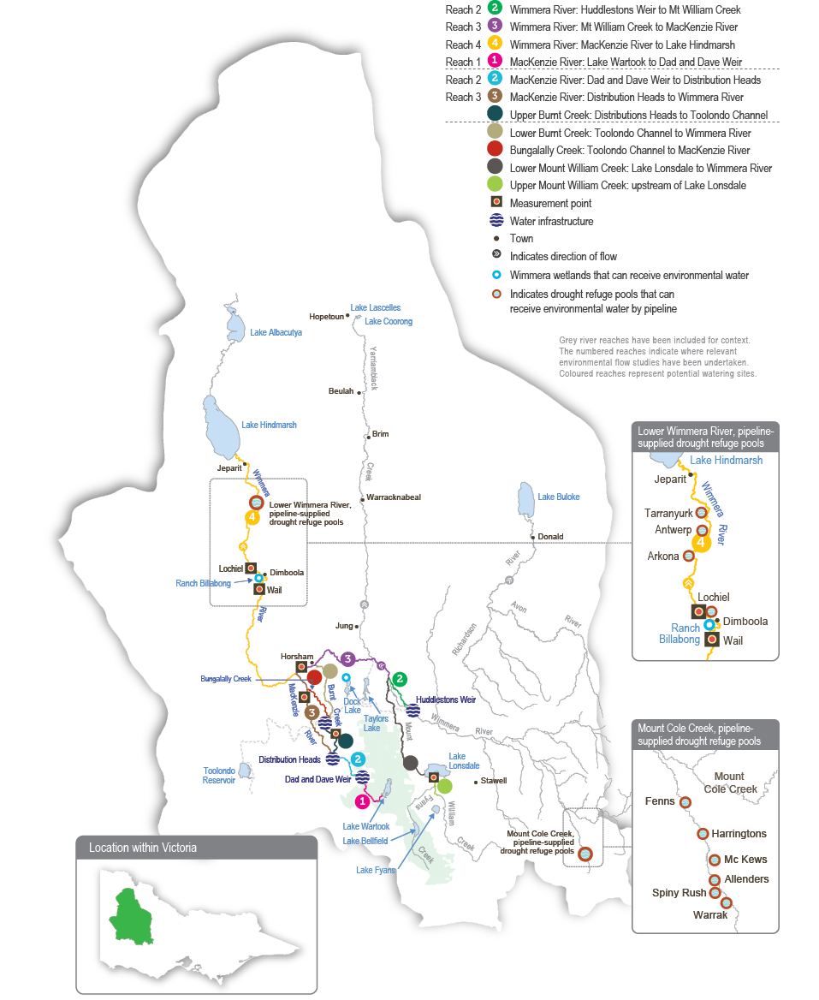 Reach 2 2 Wimmera River: Huddlestons Weir to Mt William Creek
Reach 3 3 Wimmera River: Mt William Creek to MacKenzie River
Reach 4 4 Wimmera River: MacKenzie River to Lake Hindmarsh
Reach 1 1 MacKenzie River: Lake Wartook to Dad and Dave Weir
Reach 2 2 MacKenzie River: Dad and Dave Weir to Distribution Heads
Reach 3 3 MacKenzie River: Distribution Heads to Wimmera River
Upper Burnt Creek: Distributions Heads to Toolondo Channel
Lower Burnt Creek: Toolondo Channel to Wimmera River
Bungalally Creek: Toolondo Channel to MacKenzie River
Lower Mount William Creek: Lake Lonsdale to Wimmera River
Upper Mount William Creek: upstream of Lake Lonsdale
Measurement point
Water infrastructure
Town
Indicates direction of flow
Wimmera wetlands that can receive environmental water
Indicates drought refuge pools that can
receive environmental water by pipeline
Grey river reaches have been included for context.
The numbered reaches indicate where relevant
environmental flow studies have been undertaken.
Coloured reaches represent potential watering sites.
Lake Lascelles
Hopetoun
Lake Coorong
Lake Albacutya
Yarriambiack
Beulah
Lake Hindmarsh
Brim
Jeparit
Creek
Wimmera
Warracknabeal
Lake Buloke
Lower Wimmera River,
pipeline-supplied
drought refuge pools
4
Donald
River
Lochiel
Dimboola
Ranch Billabong
Wail
River
Avon
River
Richardson
Jung
Horsham
3
Bungalally Creek
2
MacKenzie
Burnt
Creek
Dock
Lake
Huddlestons Weir
3
Taylors
Lake
River
Mount
Wimmera
River
Distribution Heads
2
Lake
Lonsdale
Toolondo
Reservoir
Dad and Dave Weir
Stawell
1
Fyans
William
Lake Wartook
Lake Bellfield
Creek
Creek
Lake Fyans
Mount Cole Creek,
pipeline-supplied
drought refuge pools
Lower Wimmera River, pipeline-
supplied drought refuge pools
Lake Hindmarsh
Jeparit
Wimmera
Tarranyurk
Antwerp
River
4
Arkona
Lochiel
Dimboola
Ranch
Billabong
Wail
Mount Cole Creek, pipeline-
supplied drought refuge pools
Mount
Cole Creek
Fenns
Harringtons
Mc Kews
Allenders
Spiny Rush
Warrak
Location within Victoria